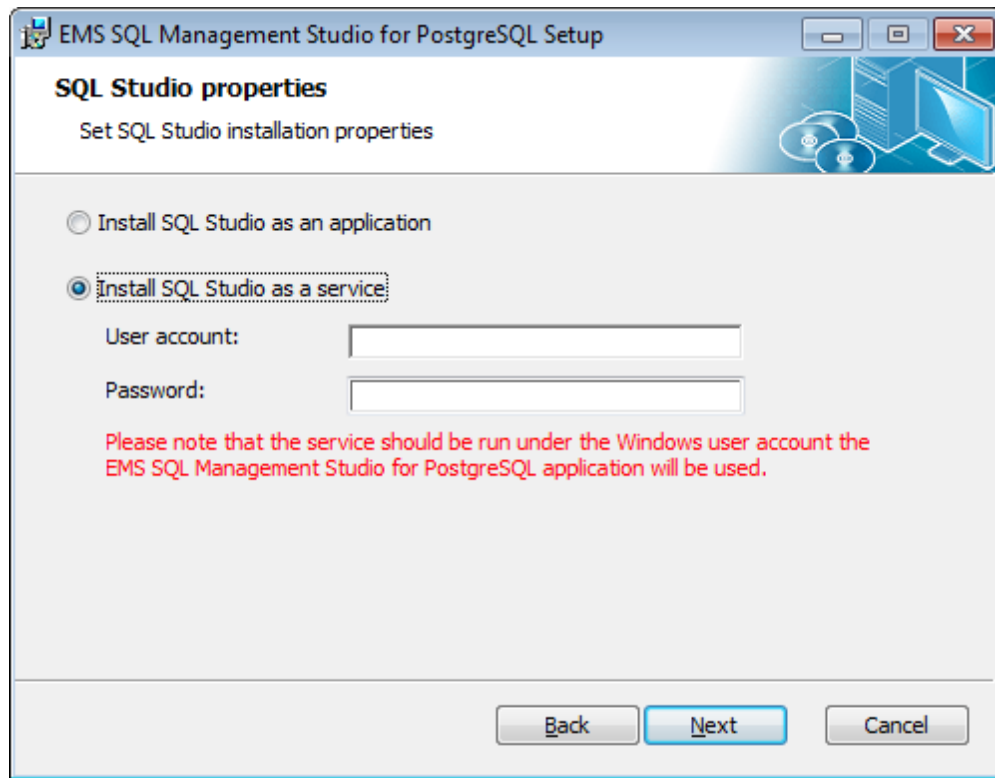 EMS SQL Management Studio for PostgreSQL Setup
SQL Studio properties
Set SQL Studio installation properties
Install SQL Studio as an application
Install SQL Studio as a service
User account:
Password:
Please note that the service should be run under the Windows user account the
EMS SQL Management Studio for PostgreSQL application will be used.
Back Next Cancel